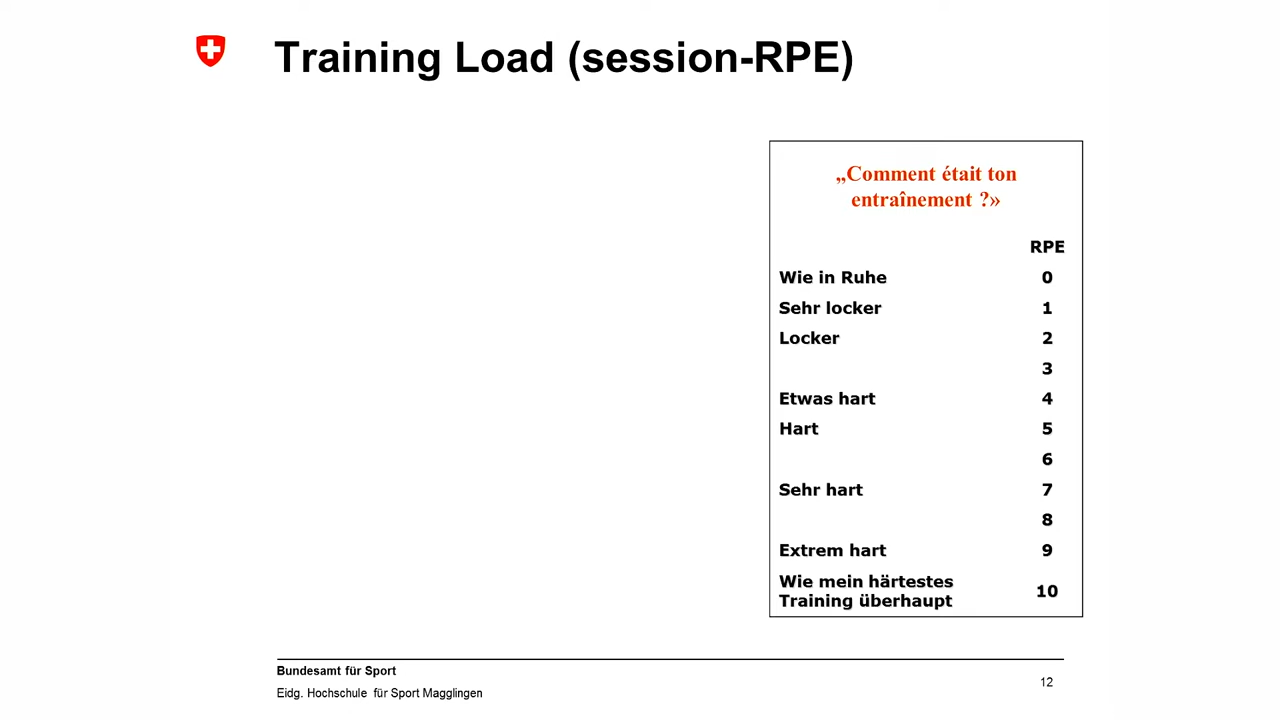 Training Load (session-RPE)
„Comment était ton
entraînement ?»
RPE
Wie in Ruhe 0
Sehr locker 1
Locker 2
3
Etwas hart 4
Hart 5
6
Sehr hart 7
8
Extrem hart 9
Wie mein härtestes
Training überhaupt 10
Bundesamt für Sport
Eidg. Hochschule für Sport Magglingen
12